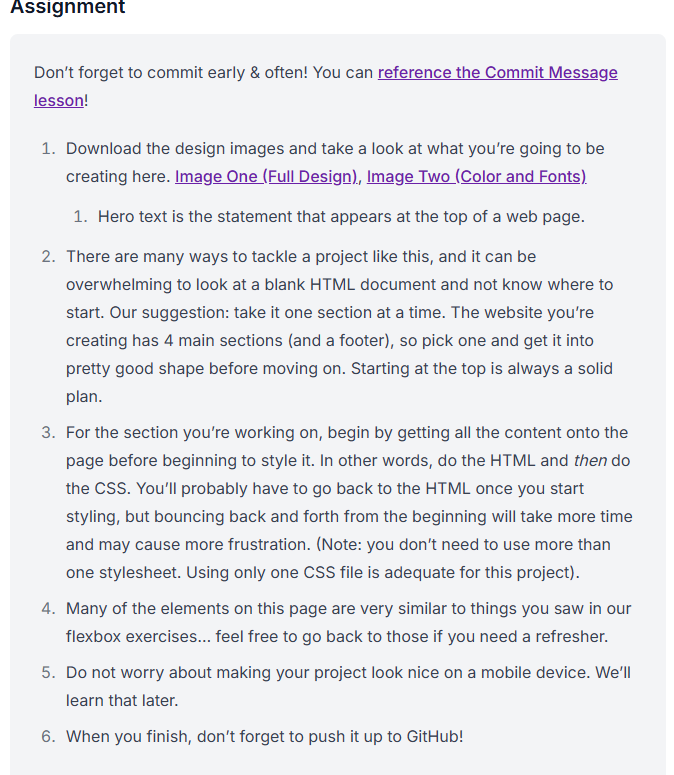 Assignment
Don’t forget to commit early & often! You can reference the Commit Message
lesson!
1. Download the design images and take a look at what you’re going to be
creating here. Image One (Full Design), Image Two (Color and Fonts)
1. Hero text is the statement that appears at the top of a web page.
2. There are many ways to tackle a project like this, and it can be
overwhelming to look at a blank HTML document and not know where to
start. Our suggestion: take it one section at a time. The website you’re
creating has 4 main sections (and a footer), so pick one and get it into
pretty good shape before moving on. Starting at the top is always a solid
plan.
3. For the section you’re working on, begin by getting all the content onto the
page before beginning to style it. In other words, do the HTML and then do
the CSS. You’ll probably have to go back to the HTML once you start
styling, but bouncing back and forth from the beginning will take more time
and may cause more frustration. (Note: you don’t need to use more than
one stylesheet. Using only one CSS file is adequate for this project).
4. Many of the elements on this page are very similar to things you saw in our
flexbox exercises… feel free to go back to those if you need a refresher.
5. Do not worry about making your project look nice on a mobile device. We’ll
learn that later.
6. When you finish, don’t forget to push it up to GitHub!